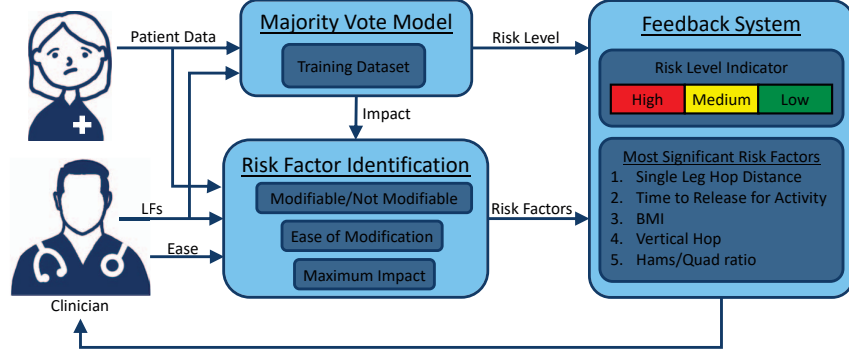 Patient Data
Majority Vote Model
Training Dataset
Risk Level
Feedback System
Risk Level Indicator
High
Medium
Low
Impact
Risk Factor Identification
Modifiable/Not Modifiable
Ease of Modification
Maximum Impact
LFs
Ease
Clinician
Risk Factors
Most Significant Risk Factors
1. Single Leg Hop Distance
2. Time to Release for Activity
3. BMI
4. Vertical Hop
5. Hams/Quad ratio